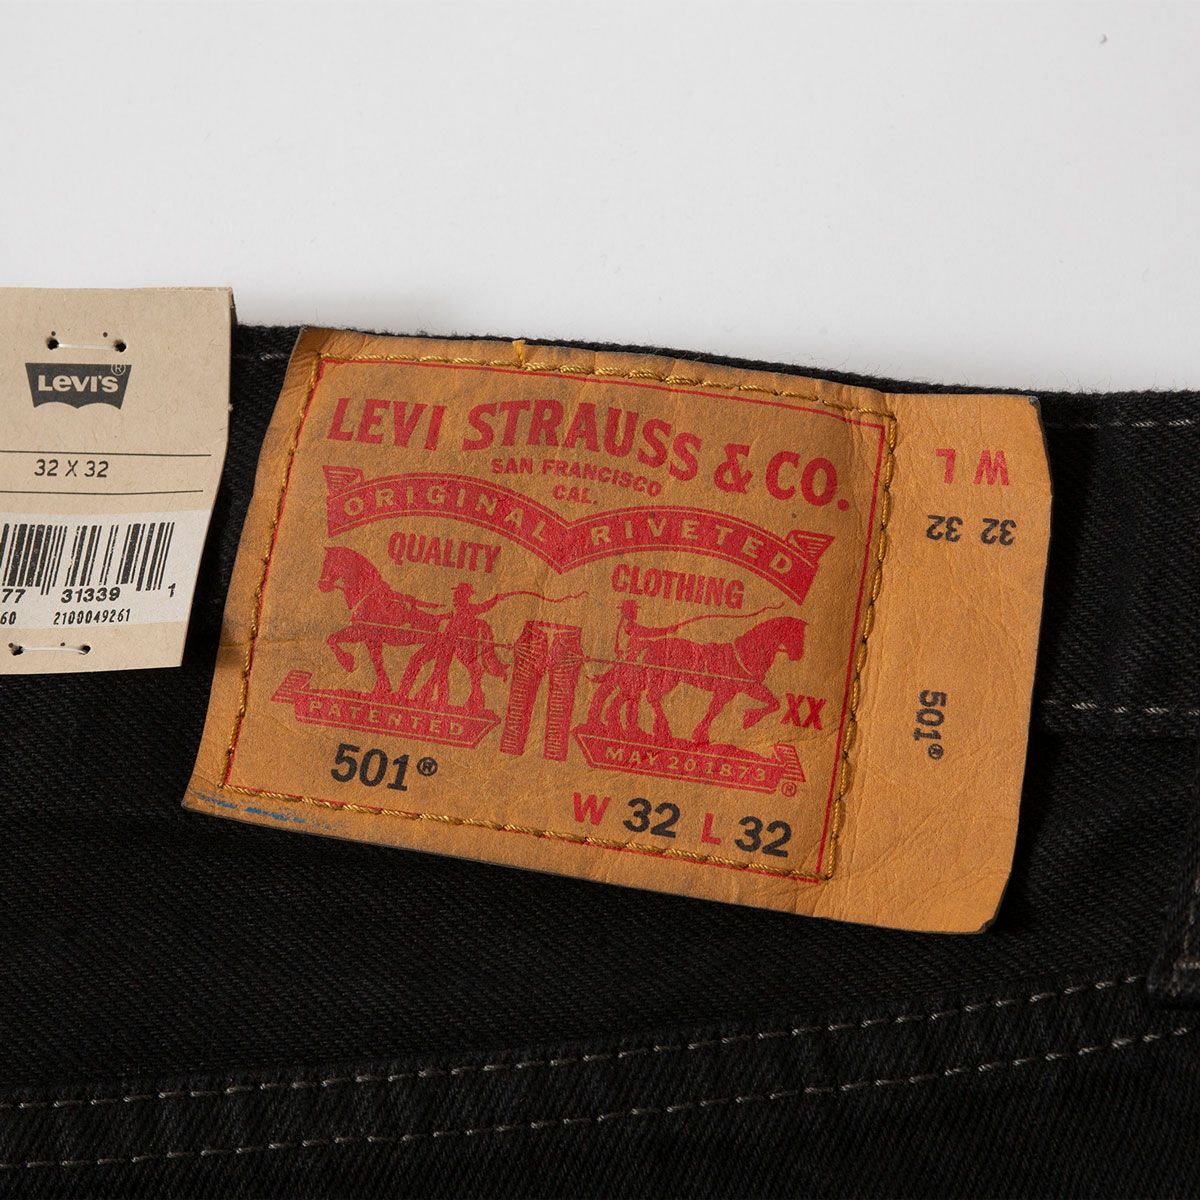 LEVI'S®
32 X 32
77 31339 1
60 2100049261
LEVI STRAUSS & CO.
SAN FRANCISCO
CAL.
ORIGINAL RIVETED
QUALITY CLOTHING
XX
PATENTED MAY 20 1873
®
501®
W 32 L 32
W L
32 32
501®